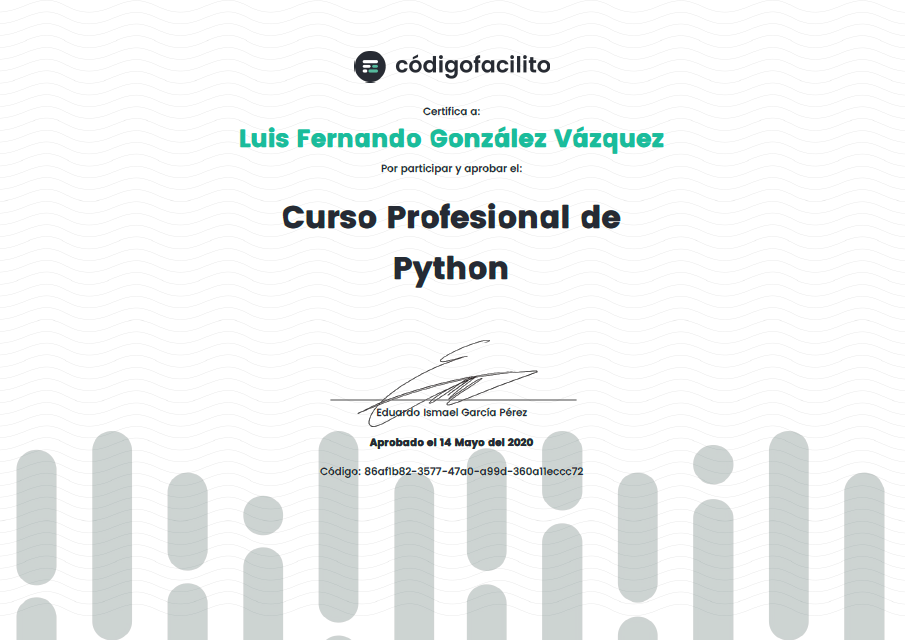 códigofacilito
Certifica a:
Luis Fernando González Vázquez
Por participar y aprobar el:
Curso Profesional de
Python
Eduardo Ismael García Pérez
Aprobado el 14 Mayo del 2020
Código: 86af1b82-3577-47a0-a99d-360a11eccc72